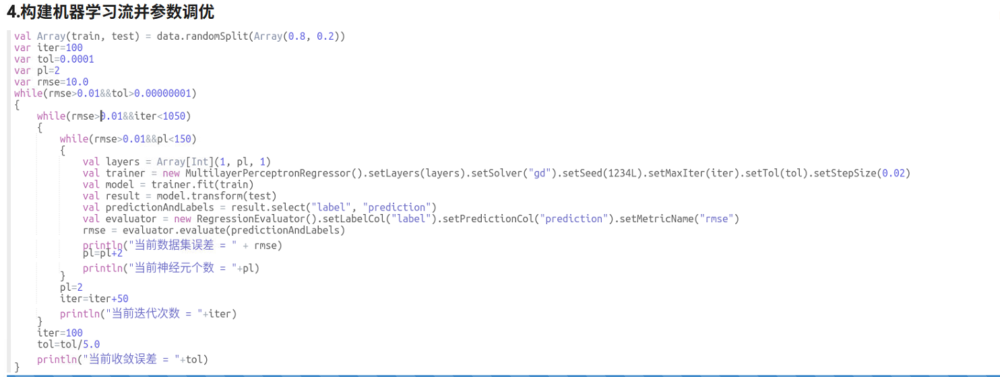 4.构建机器学习流并参数调优
val Array(train, test) = data.randomSplit(Array(0.8, 0.2))
var iter=100
var tol=0.0001
var pl=2
var rmse=10.0
while(rmse>0.01&&tol>0.00000001)
{
    while(rmse>0.01&&iter<1050)
    {
        while(rmse>0.01&&pl<150)
        {
            val layers = Array[Int](1, pl, 1)
            val trainer = new MultilayerPerceptronRegressor().setLayers(layers).setSolver("gd").setSeed(1234L).setMaxIter(iter).setTol(tol).setStepSize(0.02)
            val model = trainer.fit(train)
            val result = model.transform(test)
            val predictionAndLabels = result.select("label", "prediction")
            val evaluator = new RegressionEvaluator().setLabelCol("label").setPredictionCol("prediction").setMetricName("rmse")
            rmse = evaluator.evaluate(predictionAndLabels)
            println("当前数据集误差 = " + rmse)
            pl=pl+2
            println("当前神经元个数 = "+pl)
        }
        pl=2
        iter=iter+50
        println("当前迭代次数 = "+iter)
    }
    iter=100
    tol=tol/5.0
    println("当前收敛误差 = "+tol)
}